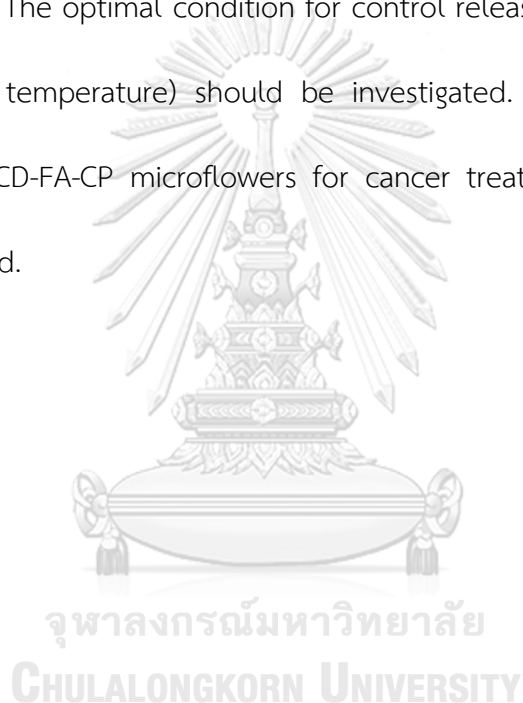 The optimal condition for control releas
temperature) should be investigated.
CD-FA-CP microflowers for cancer treat
d.
จุฬาลงกรณ์มหาวิทยาลัย
CHULALONGKORN UNIVERSITY